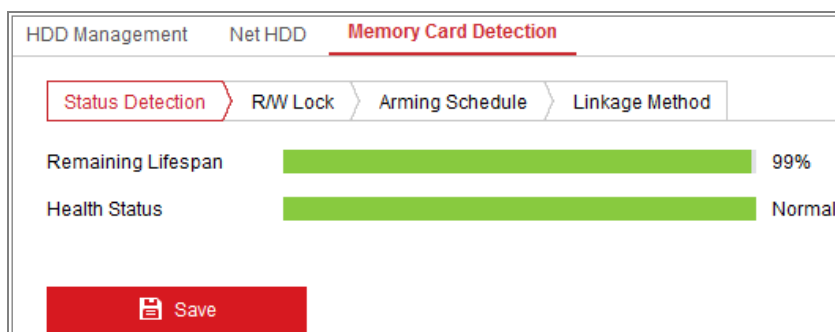 HDD Management Net HDD Memory Card Detection
Status Detection R/W Lock Arming Schedule Linkage Method
Remaining Lifespan 99%
Health Status Normal
Save